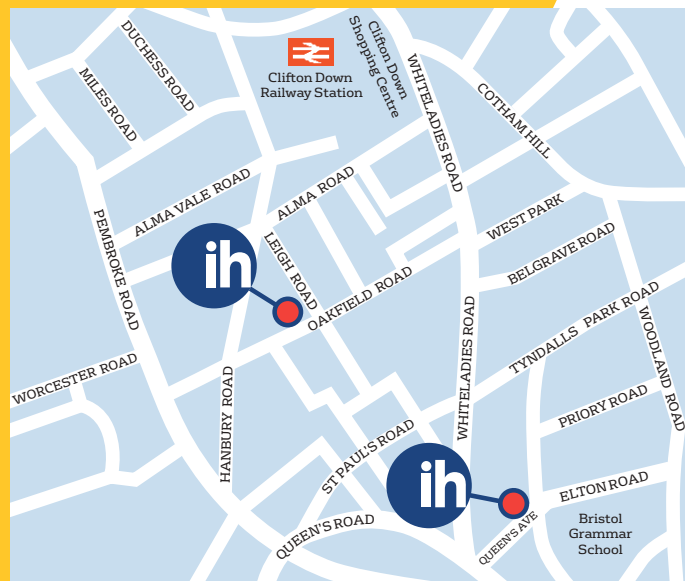 DUCHESS ROAD
MILES ROAD
Clifton Down
Railway Station
Clifton Down
Shopping Centre
WHITELADIES ROAD
COTHAM HILL
ALMA VALE ROAD
ALMA ROAD
PEMBROKE ROAD
ih
LEIGH ROAD
OAKFIELD ROAD
WEST PARK
BELGRAVE ROAD
TYNDALLS PARK ROAD
WOODLAND ROAD
WORCESTER ROAD
HANBURY ROAD
WHITELADIES ROAD
PRIORY ROAD
ST PAUL'S ROAD
ih
ELTON ROAD
QUEEN'S ROAD
QUEEN'S AVE
Bristol
Grammar
School